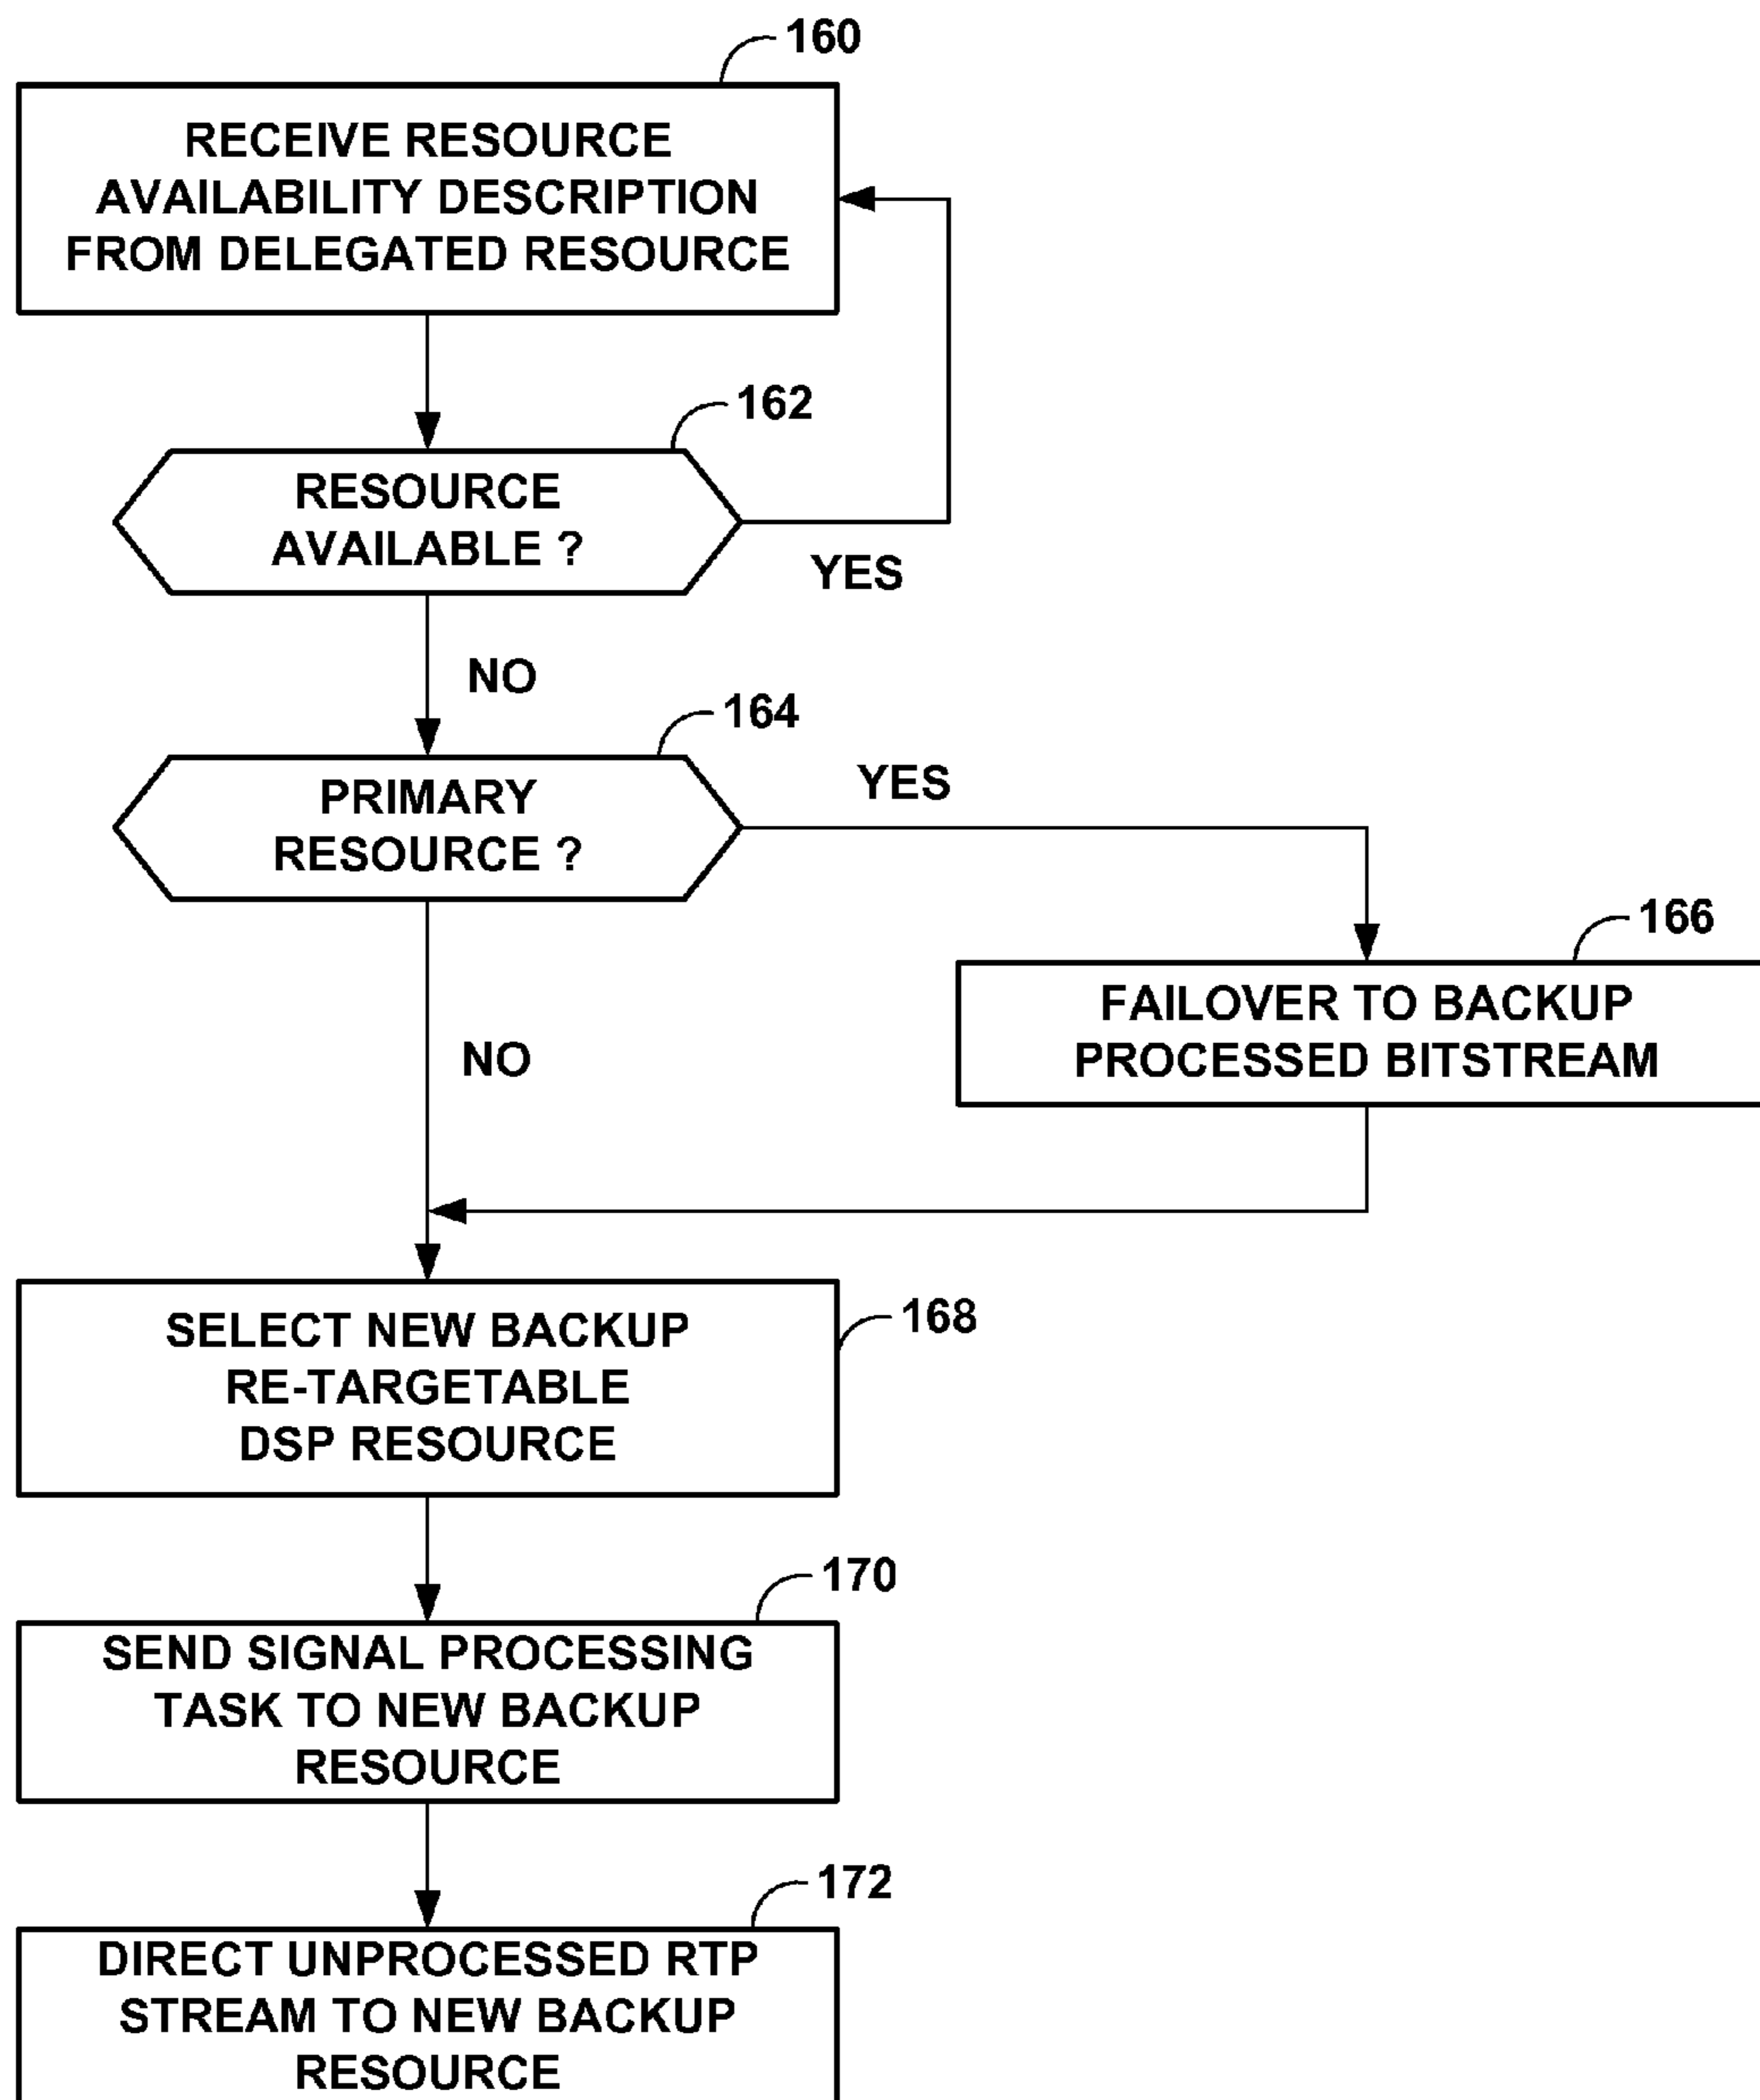 160
RECEIVE RESOURCE
AVAILABILITY DESCRIPTION
FROM DELEGATED RESOURCE
162
RESOURCE
AVAILABLE ?
YES
NO
164
PRIMARY
RESOURCE ?
YES
166
FAILOVER TO BACKUP
PROCESSED BITSTREAM
NO
168
SELECT NEW BACKUP
RE-TARGETABLE
DSP RESOURCE
170
SEND SIGNAL PROCESSING
TASK TO NEW BACKUP
RESOURCE
172
DIRECT UNPROCESSED RTP
STREAM TO NEW BACKUP
RESOURCE